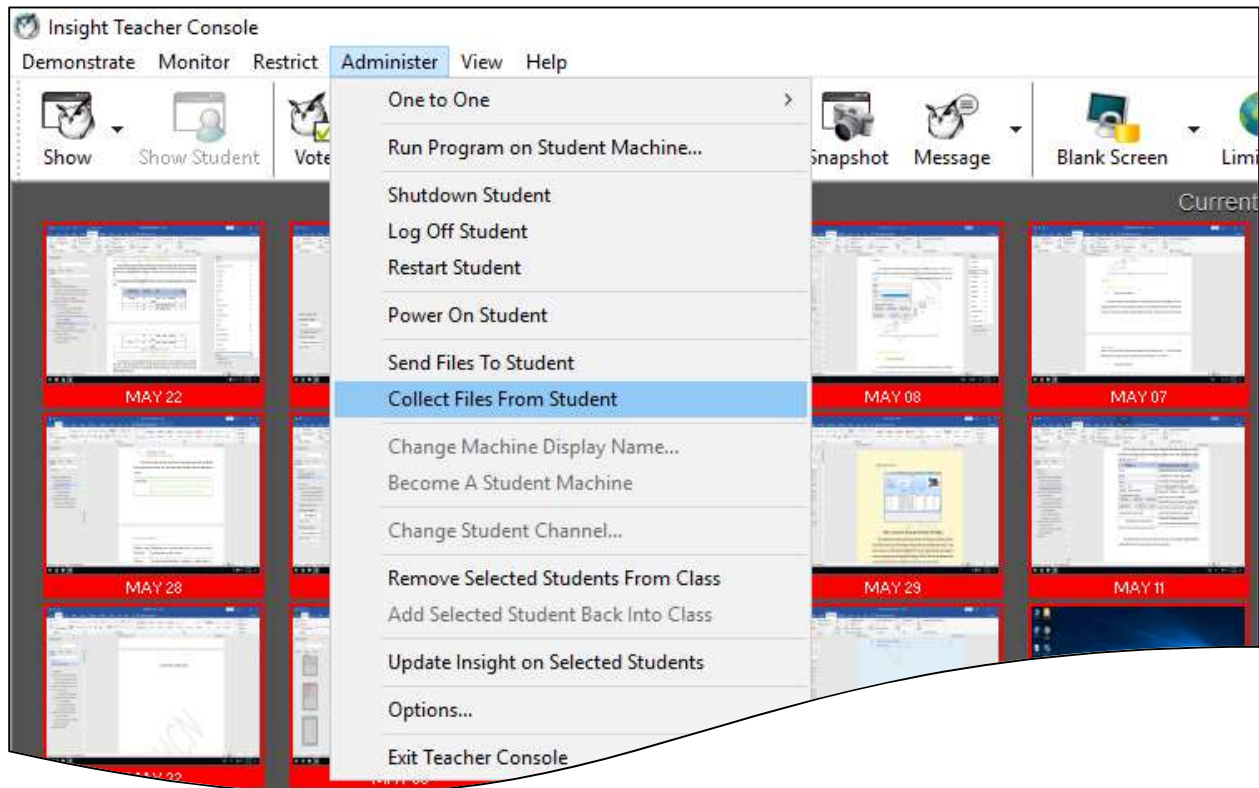 Insight Teacher Console
Demonstrate Monitor Restrict Administer View Help
Show Show Student Vote Snapshot Message Blank Screen Limi
One to One
Run Program on Student Machine...
Shutdown Student
Log Off Student
Restart Student
Power On Student
Send Files To Student
Collect Files From Student
Change Machine Display Name...
Become A Student Machine
Change Student Channel...
Remove Selected Students From Class
Add Selected Student Back Into Class
Update Insight on Selected Students
Options...
Exit Teacher Console
Current
MAY 22 MAY 08 MAY 07
MAY 28 MAY 29 MAY 11